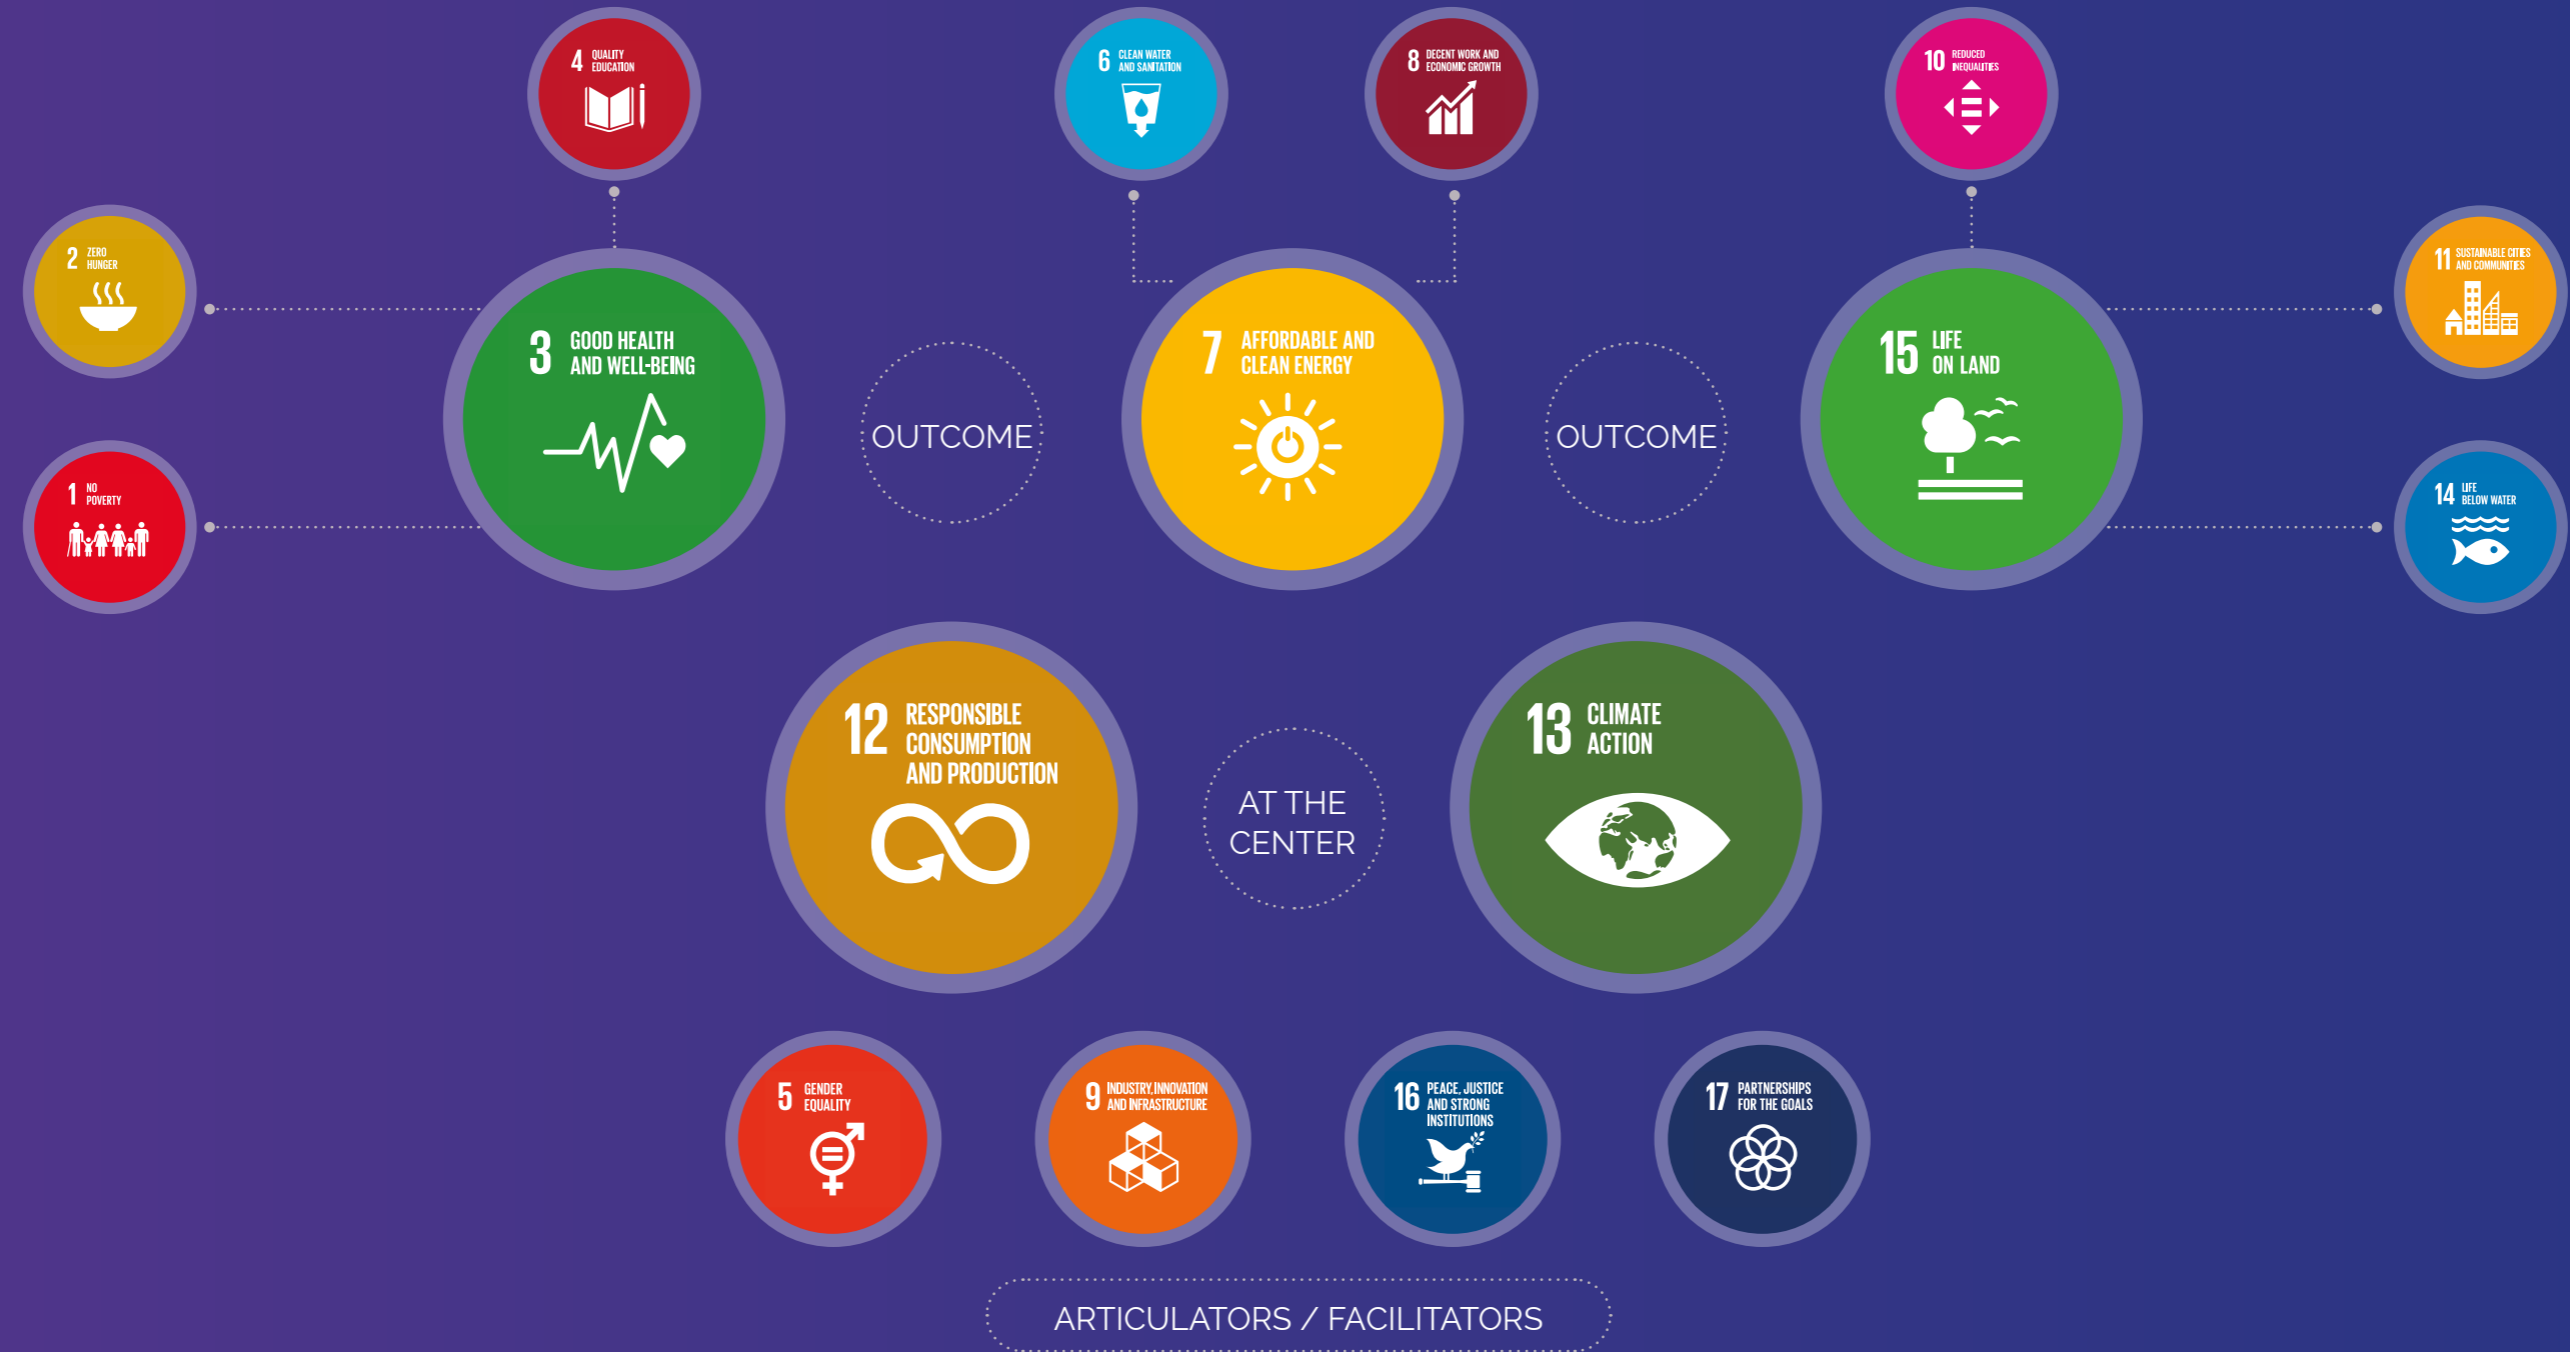 4 QUALITY
EDUCATION
6 CLEAN WATER
AND SANITATION
8 DECENT WORK AND
ECONOMIC GROWTH
10 REDUCED
INEQUALITIES
2 ZERO
HUNGER
11 SUSTAINABLE CITIES
AND COMMUNITIES
3 GOOD HEALTH
AND WELL-BEING
7 AFFORDABLE AND
CLEAN ENERGY
15 LIFE
ON LAND
OUTCOME
OUTCOME
1 NO
POVERTY
14 LIFE
BELOW WATER
12 RESPONSIBLE
CONSUMPTION
AND PRODUCTION
13 CLIMATE
ACTION
AT THE
CENTER
5 GENDER
EQUALITY
9 INDUSTRY, INNOVATION
AND INFRASTRUCTURE
16 PEACE, JUSTICE
AND STRONG
INSTITUTIONS
17 PARTNERSHIPS
FOR THE GOALS
ARTICULATORS / FACILITATORS